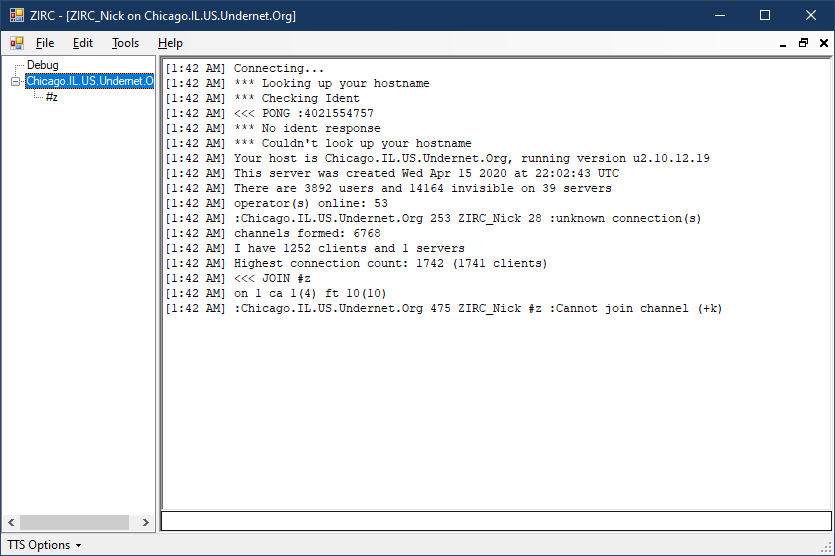 ZIRC - [ZIRC_Nick on Chicago.IL.US.Undernet.Org]
File Edit Tools Help
Debug
Chicago.IL.US.Undernet.O
#z
[1:42 AM] Connecting...
[1:42 AM] *** Looking up your hostname
[1:42 AM] *** Checking Ident
[1:42 AM] <<< PONG :4021554757
[1:42 AM] *** No ident response
[1:42 AM] *** Couldn't look up your hostname
[1:42 AM] Your host is Chicago.IL.US.Undernet.Org, running version u2.10.12.19
[1:42 AM] This server was created Wed Apr 15 2020 at 22:02:43 UTC
[1:42 AM] There are 3892 users and 14164 invisible on 39 servers
[1:42 AM] operator(s) online: 53
[1:42 AM] :Chicago.IL.US.Undernet.Org 253 ZIRC_Nick 28 :unknown connection(s)
[1:42 AM] channels formed: 6768
[1:42 AM] I have 1252 clients and 1 servers
[1:42 AM] Highest connection count: 1742 (1741 clients)
[1:42 AM] <<< JOIN #z
[1:42 AM] on 1 ca 1(4) ft 10(10)
[1:42 AM] :Chicago.IL.US.Undernet.Org 475 ZIRC_Nick #z :Cannot join channel (+k)
TTS Options